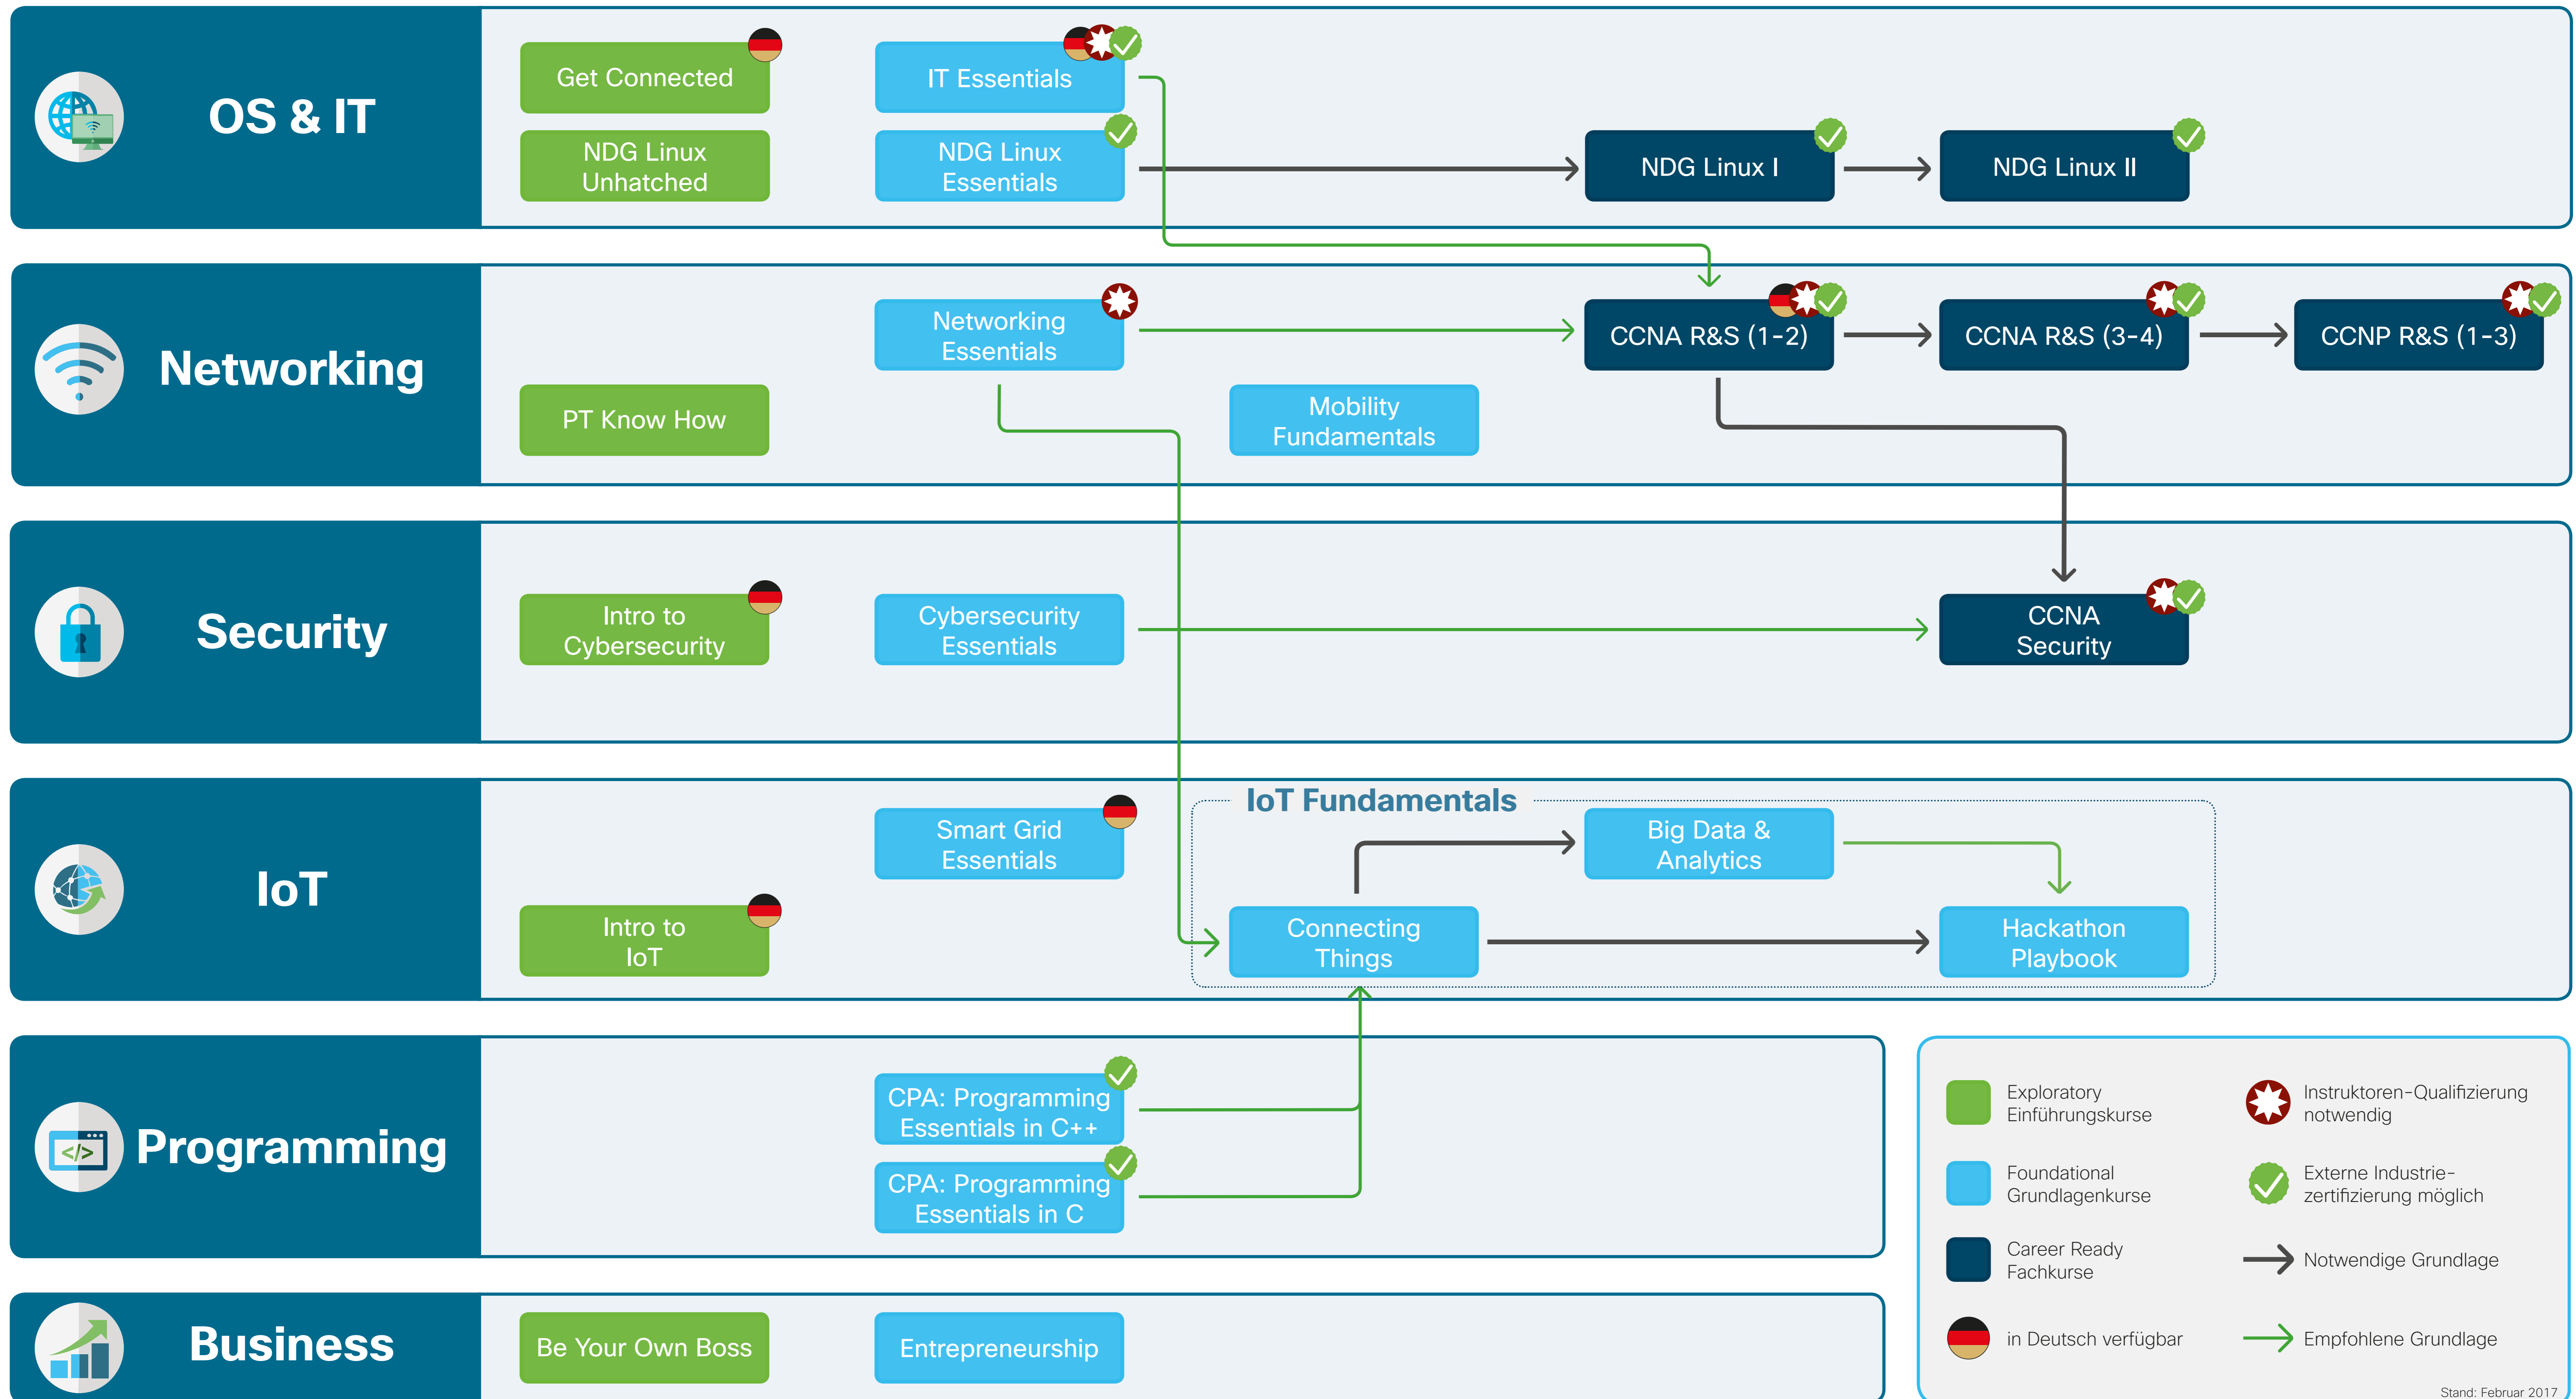 OS & IT
Get Connected
IT Essentials
NDG Linux
Unhatched
NDG Linux
Essentials
NDG Linux I
NDG Linux II
Networking
Networking
Essentials
CCNA R&S (1-2)
CCNA R&S (3-4)
CCNP R&S (1-3)
PT Know How
Mobility
Fundamentals
Security
Intro to
Cybersecurity
Cybersecurity
Essentials
CCNA
Security
IoT
IoT Fundamentals
Smart Grid
Essentials
Big Data &
Analytics
Intro to
IoT
Connecting
Things
Hackathon
Playbook
Programming
</>
CPA: Programming
Essentials in C++
CPA: Programming
Essentials in C
Business
Be Your Own Boss
Entrepreneurship
Exploratory
Einführungskurse
Instruktoren-Qualifizierung
notwendig
Foundational
Grundlagenkurse
Externe Industrie-
zertifizierung möglich
Career Ready
Fachkurse
Notwendige Grundlage
in Deutsch verfügbar
Empfohlene Grundlage
Stand: Februar 2017